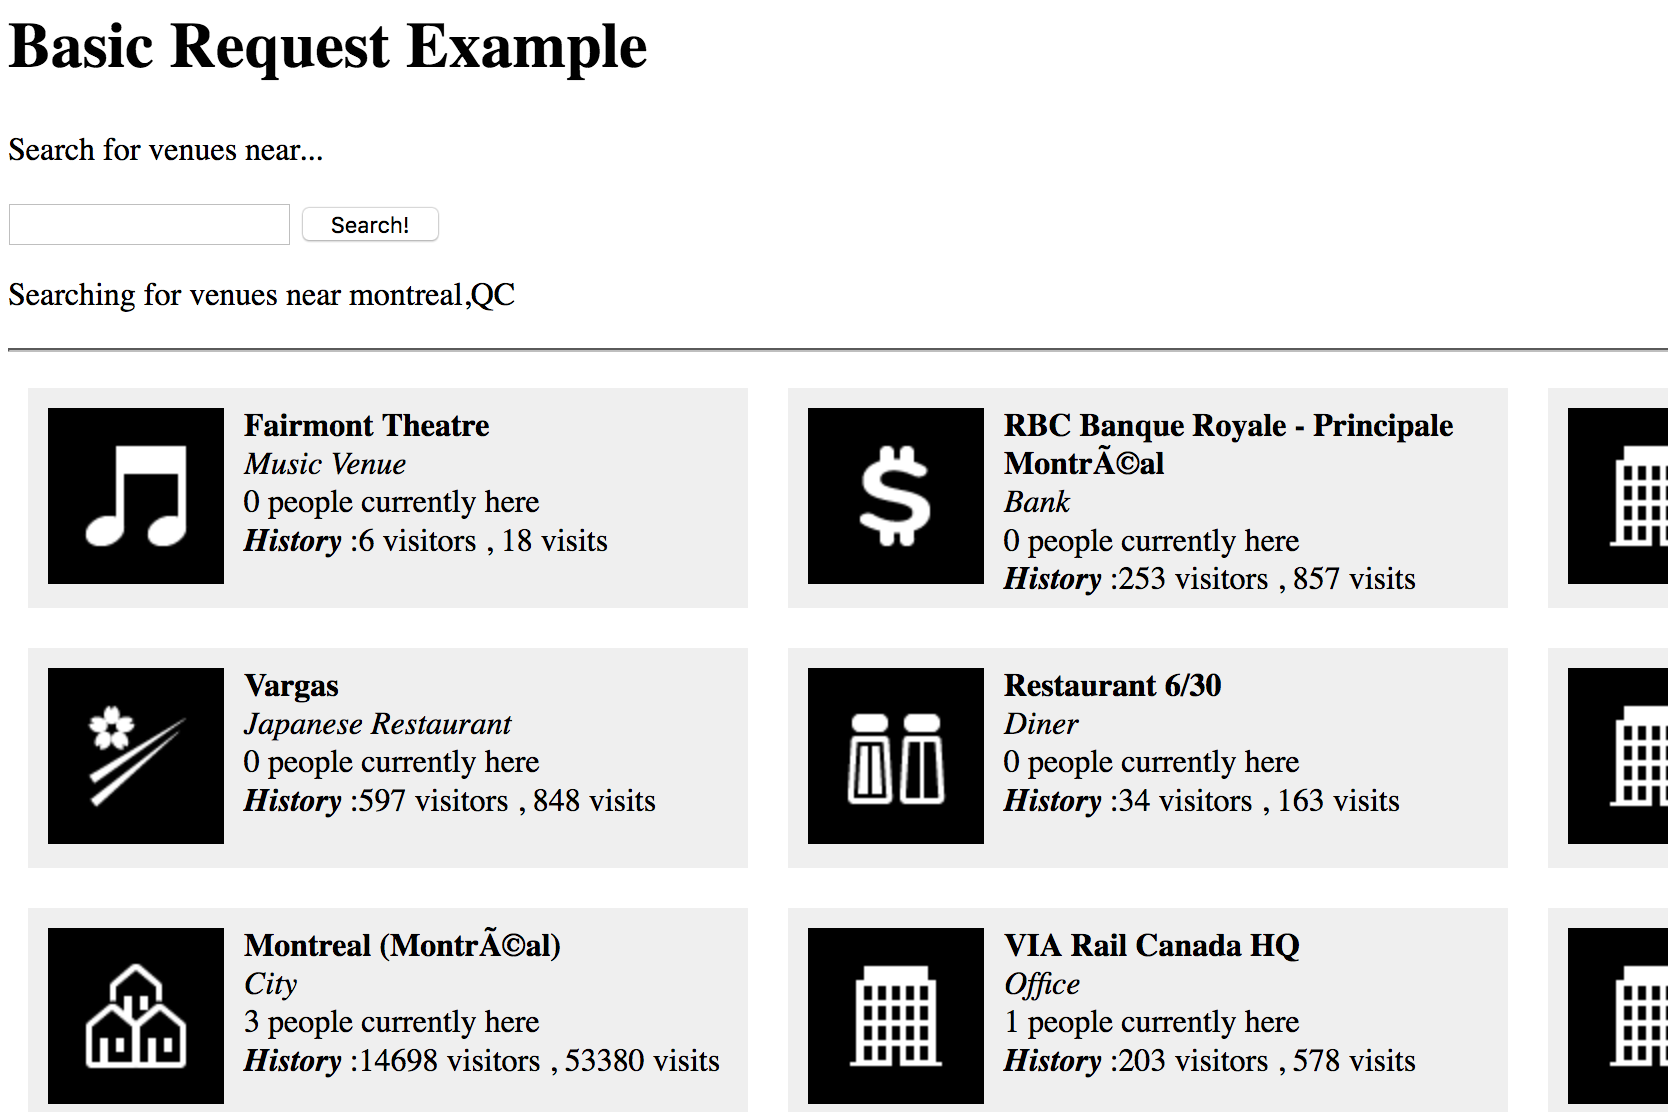 Basic Request Example
Search for venues near...
Search!
Searching for venues near montreal,QC
Fairmont Theatre
Music Venue
0 people currently here
History :6 visitors , 18 visits
RBC Banque Royale - Principale
MontrÃ©al
Bank
0 people currently here
History :253 visitors , 857 visits
Vargas
Japanese Restaurant
0 people currently here
History :597 visitors , 848 visits
Restaurant 6/30
Diner
0 people currently here
History :34 visitors , 163 visits
Montreal (MontrÃ©al)
City
3 people currently here
History :14698 visitors , 53380 visits
VIA Rail Canada HQ
Office
1 people currently here
History :203 visitors , 578 visits